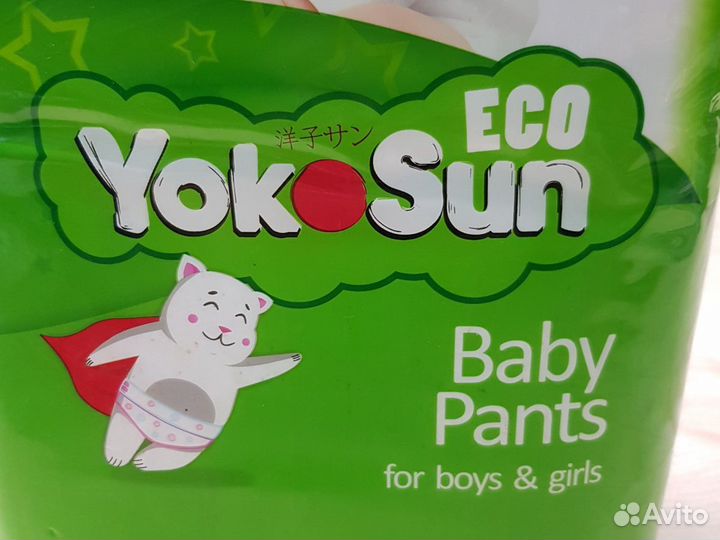 ECO
洋子サン
YokoSun
Baby
Pants
for boys & girls
Avito